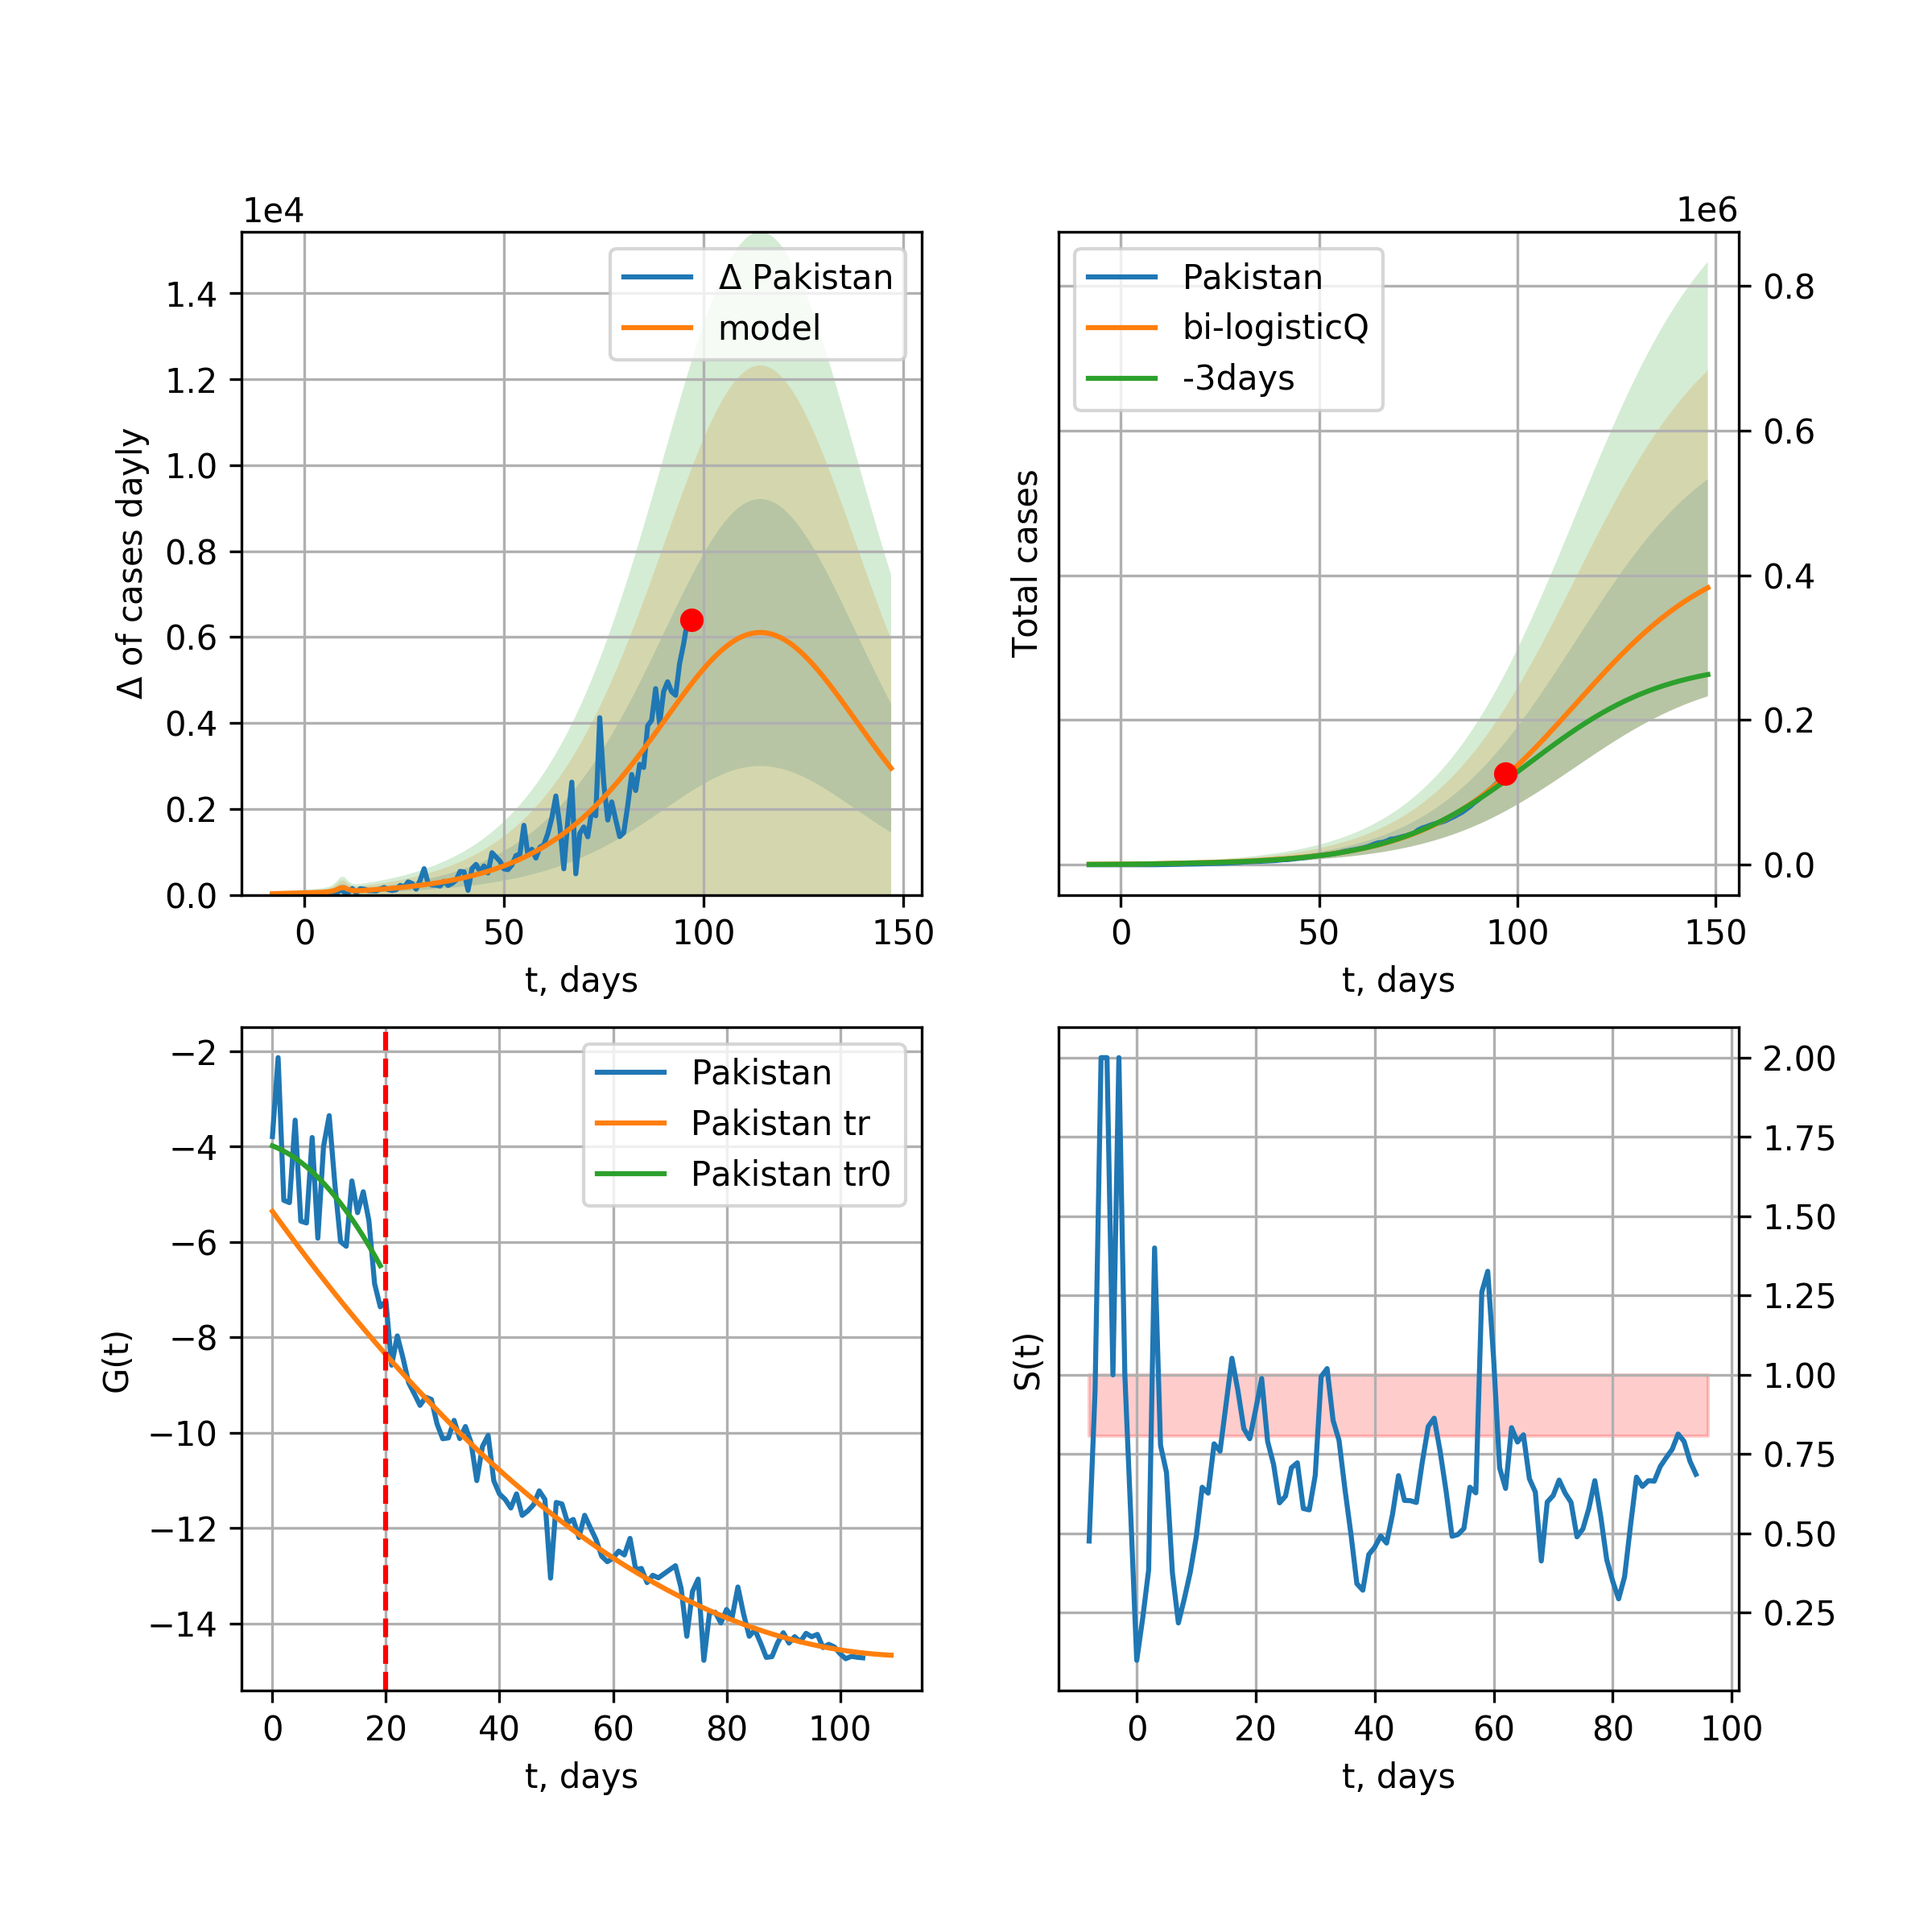 1e4
1.4
1.2
1.0
0.8
0.6
0.4
0.2
0.0
Δ of cases dayly
Δ Pakistan
model
0 50 100 150
t, days
1e6
Pakistan
bi-logisticQ
-3days
Total cases
0.8
0.6
0.4
0.2
0.0
0 50 100 150
t, days
−2
−4
−6
−8
−10
−12
−14
G(t)
Pakistan
Pakistan tr
Pakistan tr0
0 20 40 60 80 100
t, days
S(t)
2.00
1.75
1.50
1.25
1.00
0.75
0.50
0.25
0 20 40 60 80 100
t, days